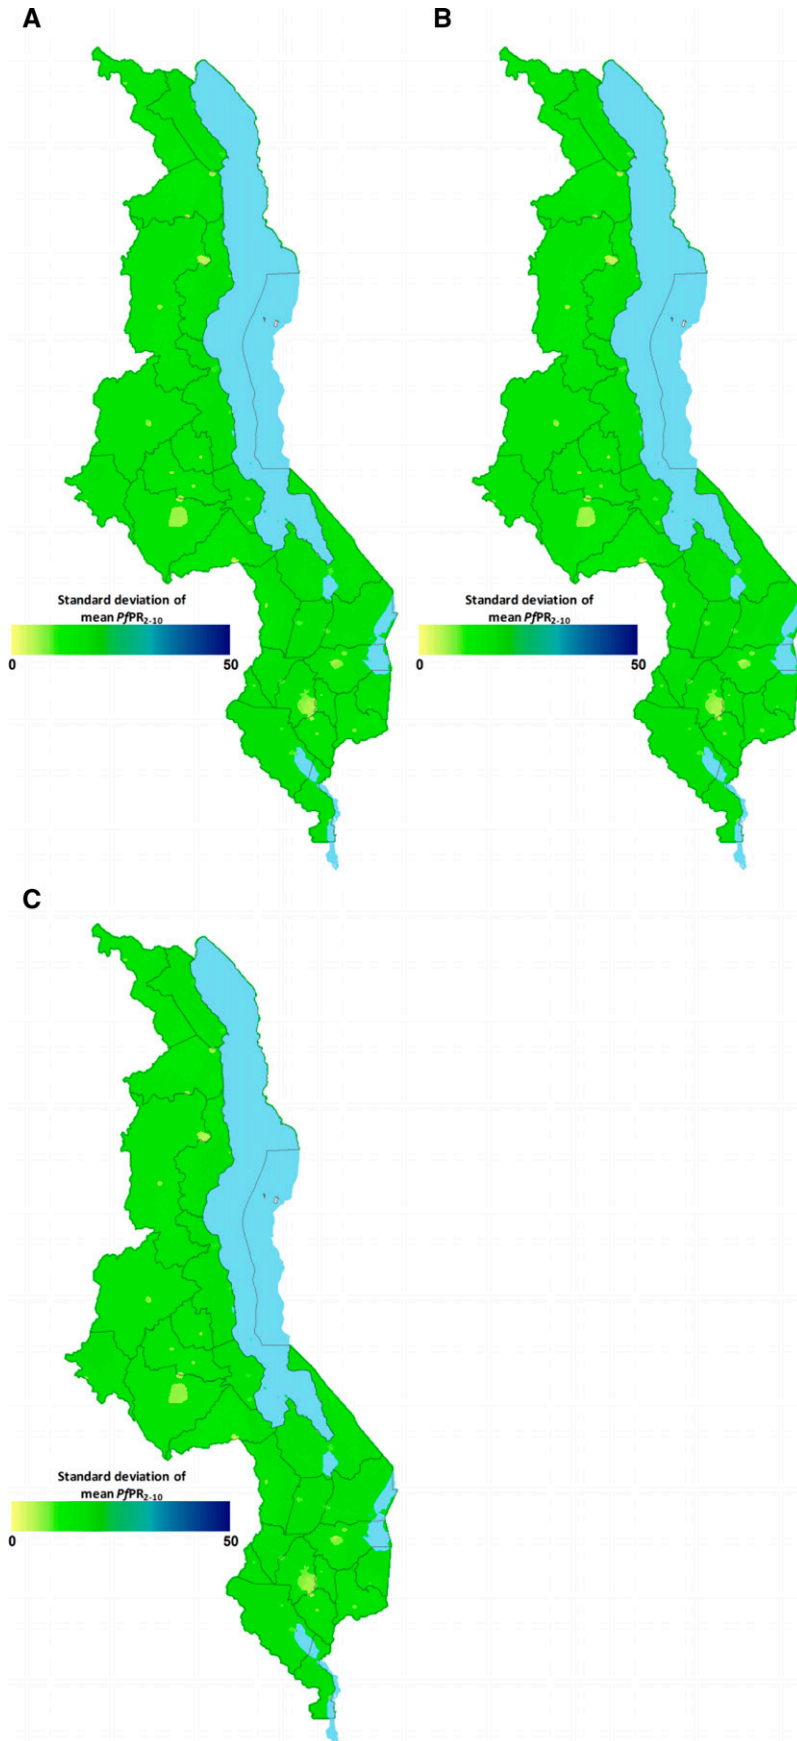 A
B
Standard deviation of
mean PfPR2-10
0
50
Standard deviation of
mean PfPR2-10
0
50
C
Standard deviation of
mean PfPR2-10
0
50